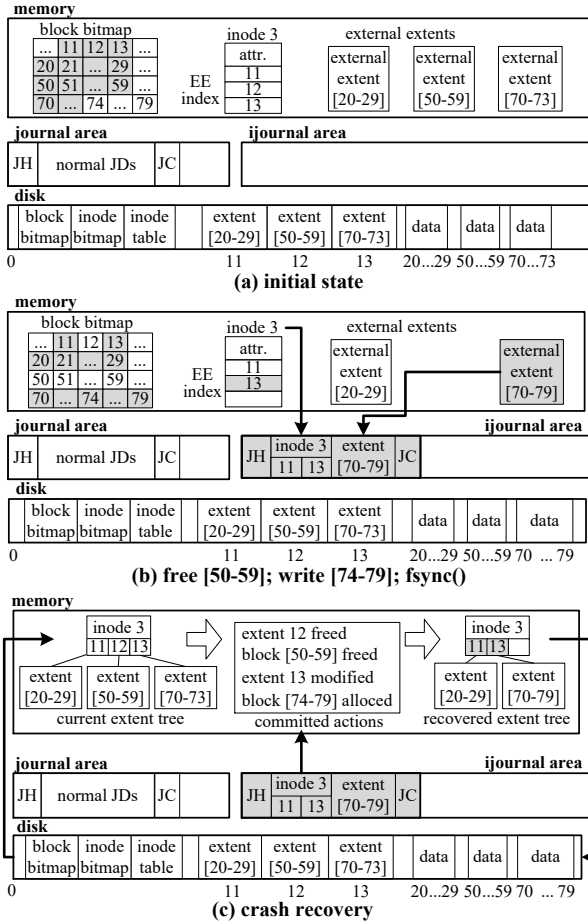 memory
block bitmap
... 11 12 13 ...
20 21 ... 29 ...
50 51 ... 59 ...
70 ... 74 ... 79
inode 3
attr.
11
12
13
EE
index
external extents
external
extent
[20-29]
external
extent
[50-59]
external
extent
[70-73]
journal area
JH normal JDs JC
ijournal area
disk
block
bitmap
inode
bitmap
inode
table
extent
[20-29]
extent
[50-59]
extent
[70-73]
data data data
0 11 12 13 20...29 50...59 70...73
(a) initial state
memory
block bitmap
... 11 12 13 ...
20 21 ... 29 ...
50 51 ... 59 ...
70 ... 74 ... 79
inode 3
attr.
11
13
EE
index
external extents
external
extent
[20-29]
external
extent
[70-79]
journal area
JH normal JDs JC
ijournal area
JH
inode 3
11 13
extent
[70-79]
JC
disk
block
bitmap
inode
bitmap
inode
table
extent
[20-29]
extent
[50-59]
extent
[70-73]
data data data
0 11 12 13 20...29 50...59 70 ... 79
(b) free [50-59]; write [74-79]; fsync()
memory
inode 3
11 12 13
extent
[20-29]
extent
[50-59]
extent
[70-73]
current extent tree
extent 12 freed
block [50-59] freed
extent 13 modified
block [74-79] alloced
committed actions
inode 3
11 13
extent
[20-29]
extent
[70-79]
recovered extent tree
journal area
JH normal JDs JC
ijournal area
JH
inode 3
11 13
extent
[70-79]
JC
disk
block
bitmap
inode
bitmap
inode
table
extent
[20-29]
extent
[50-59]
extent
[70-73]
data data data
0 11 12 13 20...29 50...59 70 ... 79
(c) crash recovery